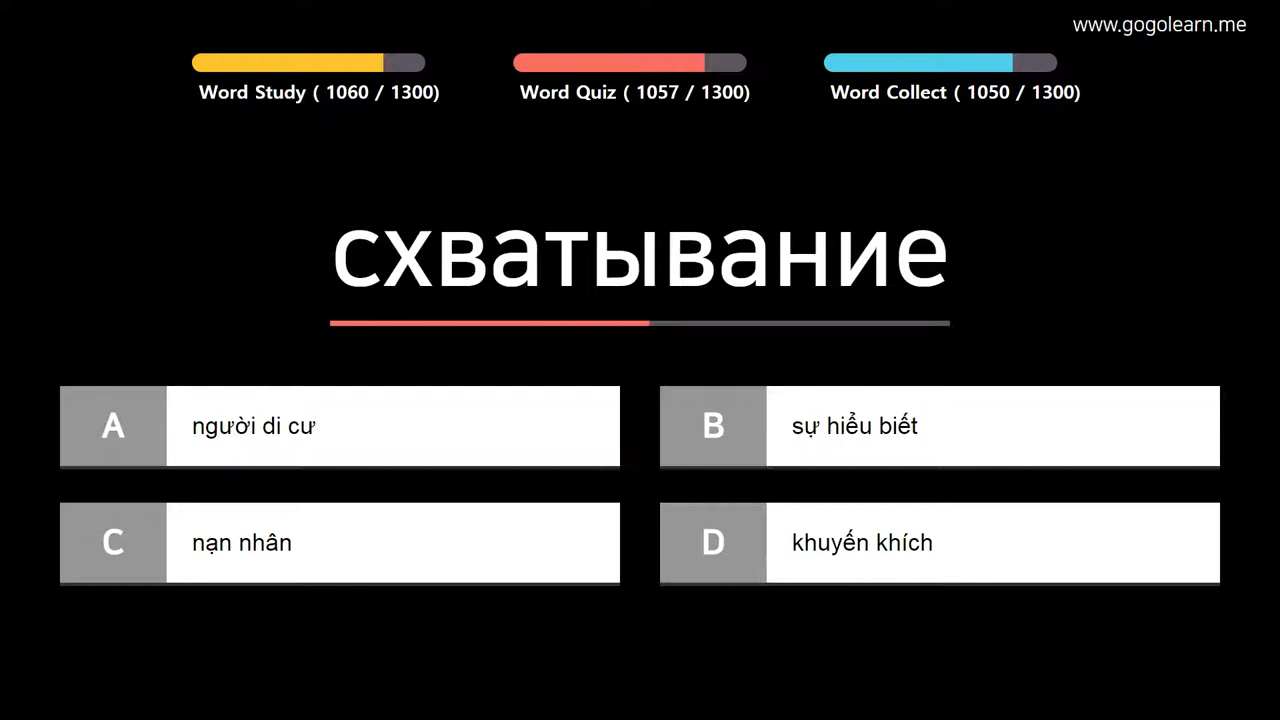 www.gogolearn.me
Word Study ( 1060 / 1300)
Word Quiz ( 1057 / 1300)
Word Collect ( 1050 / 1300)
схватывание
A người di cư
B sự hiểu biết
C nạn nhân
D khuyến khích